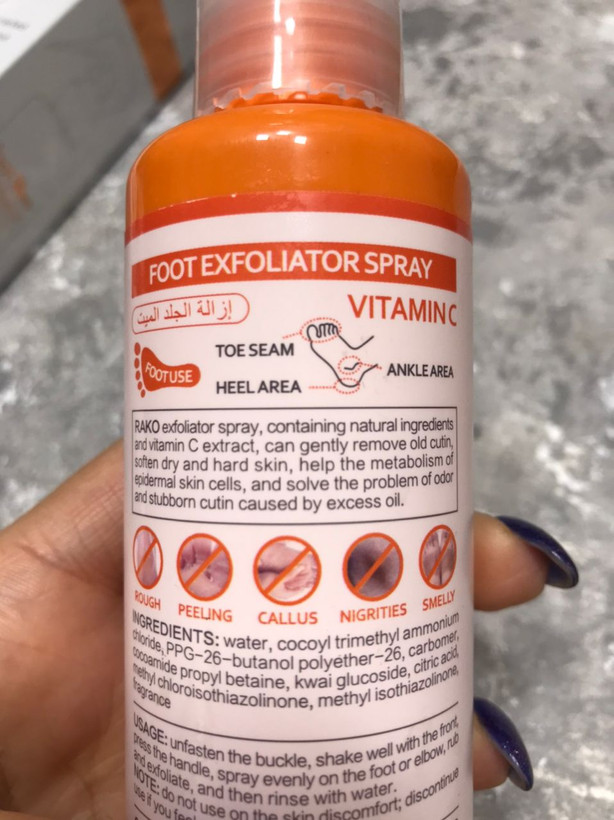 FOOT EXFOLIATOR SPRAY
إزالة الجلد الميت
VITAMIN C
FOOT USE
TOE SEAM
HEEL AREA
ANKLE AREA
RAKO exfoliator spray, containing natural ingredients
and vitamin C extract, can gently remove old cutin,
soften dry and hard skin, help the metabolism of
epidermal skin cells, and solve the problem of odor
and stubborn cutin caused by excess oil.
ROUGH
PEELING
CALLUS
NIGRITIES
SMELLY
INGREDIENTS: water, cocoyl trimethyl ammonium
chloride, PPG-26-butanol polyether-26, carbomer,
cocoamide propyl betaine, kwai glucoside, citric acid,
methyl chloroisothiazolinone, methyl isothiazolinone,
fragrance
USAGE: unfasten the buckle, shake well with the front,
press the handle, spray evenly on the foot or elbow, rub
and exfoliate, and then rinse with water.
NOTE: do not use on the skin discomfort; discontinue
use if you feel